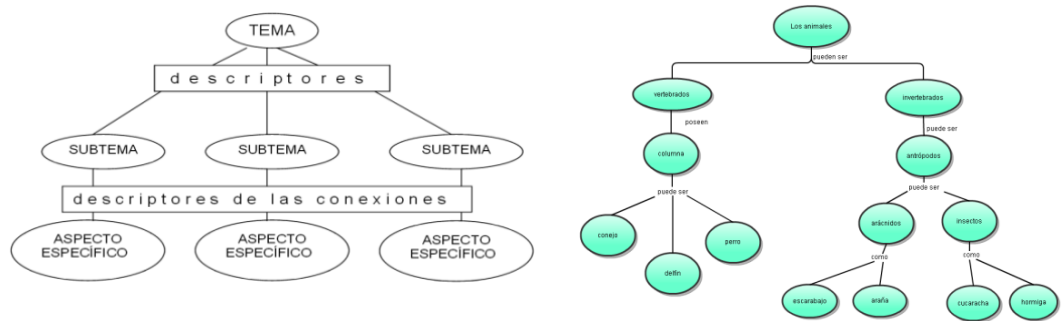 TEMA
descriptores
SUBTEMA SUBTEMA SUBTEMA
descriptores de las conexiones
ASPECTO ESPECÍFICO
ASPECTO ESPECÍFICO
ASPECTO ESPECÍFICO
Los animales
pueden ser
vertebrados
invertebrados
poseen
puede ser
columna
antrópodos
puede ser
puede ser
conejo
delfin
perro
arácnidos
insectos
como
como
escarabajo
araña
cucaracha
hormiga